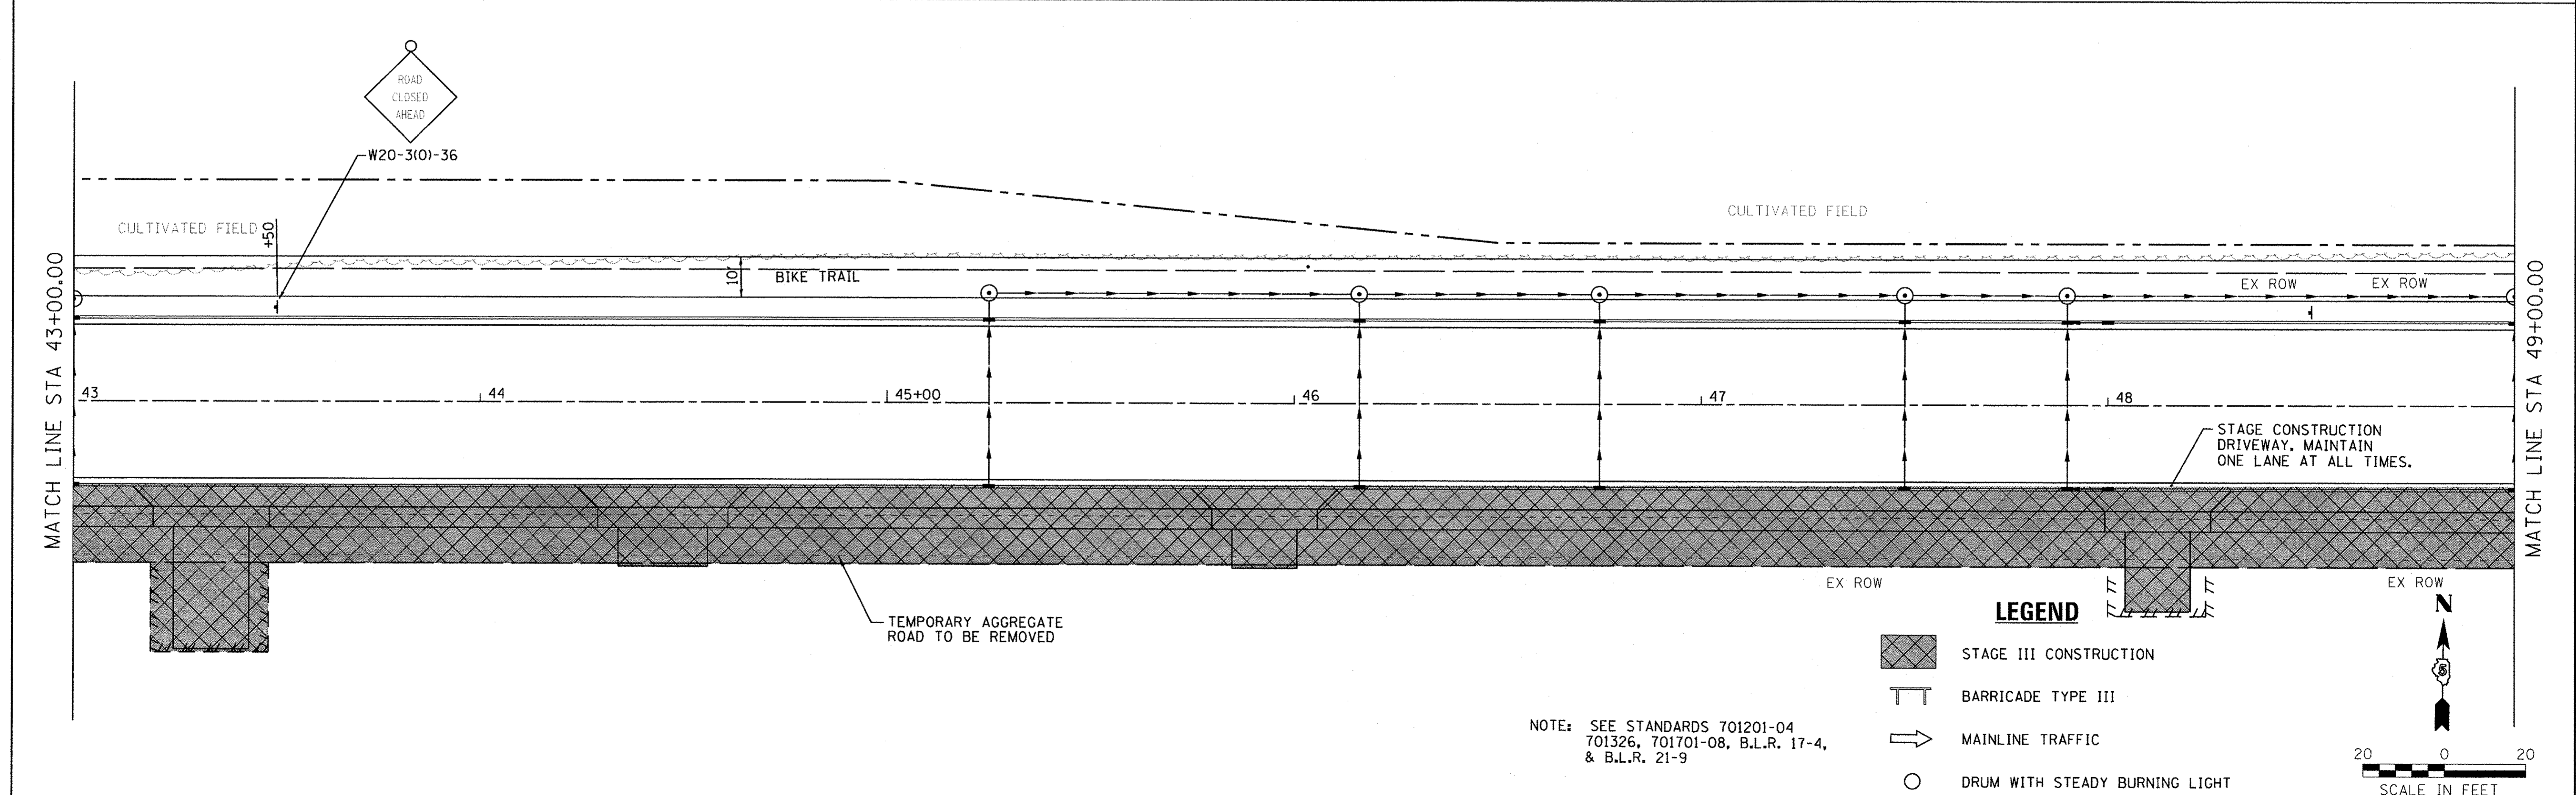 ROAD
CLOSED
AHEAD
W20-3(0)-36
CULTIVATED FIELD
+50
CULTIVATED FIELD
MATCH LINE STA 43+00.00
10'
BIKE TRAIL
EX ROW
EX ROW
MATCH LINE STA 49+00.00
43
44
45+00
46
47
48
STAGE CONSTRUCTION
DRIVEWAY. MAINTAIN
ONE LANE AT ALL TIMES.
TEMPORARY AGGREGATE
ROAD TO BE REMOVED
EX ROW
EX ROW
LEGEND
N
5
STAGE III CONSTRUCTION
BARRICADE TYPE III
MAINLINE TRAFFIC
DRUM WITH STEADY BURNING LIGHT
NOTE: SEE STANDARDS 701201-04
701326, 701701-08, B.L.R. 17-4,
& B.L.R. 21-9
20 0 20
SCALE IN FEET